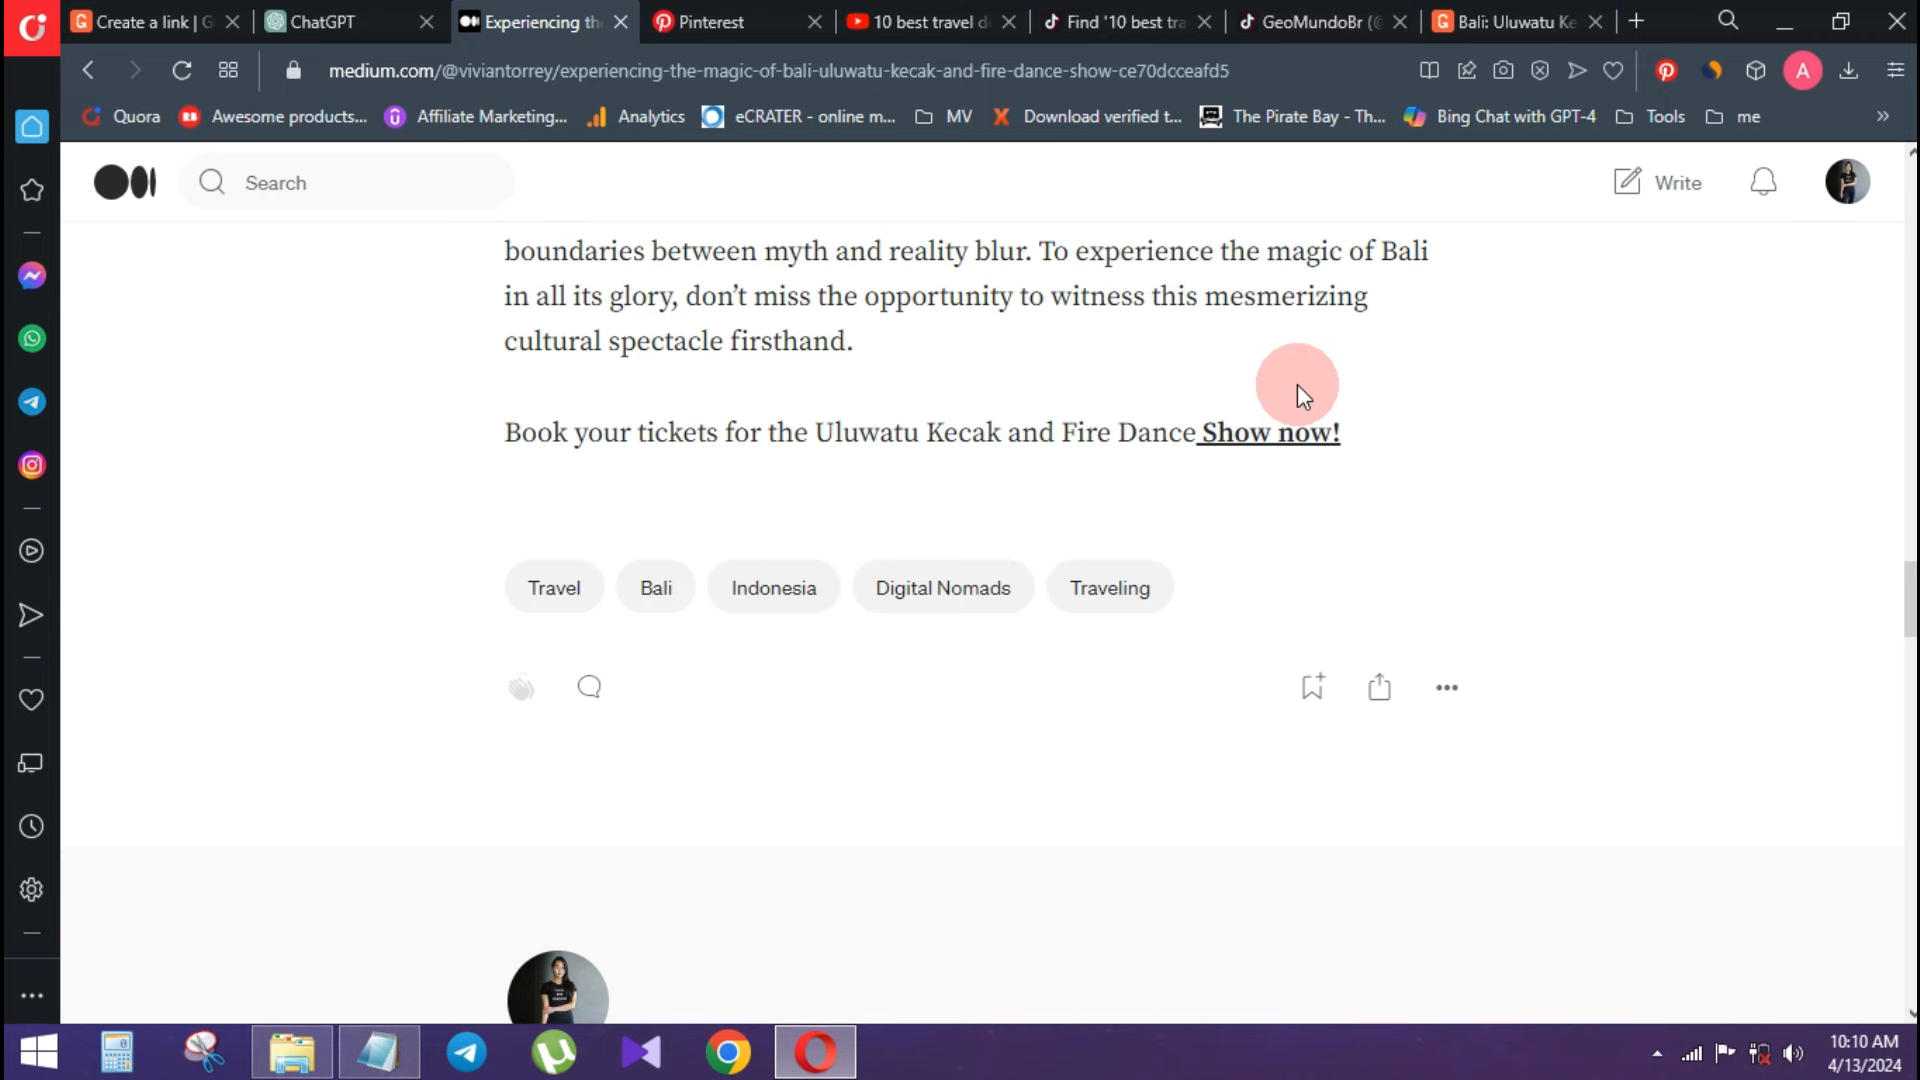 Create a link | G
ChatGPT
Experiencing th
Pinterest
10 best travel d
Find '10 best tra
GeoMundoBr (@
Bali: Uluwatu Ke
medium.com/@viviantorrey/experiencing-the-magic-of-bali-uluwatu-kecak-and-fire-dance-show-ce70dcceafd5
A
Quora
Awesome products...
Affiliate Marketing...
Analytics
eCRATER - online m...
MV
Download verified t...
The Pirate Bay - Th...
Bing Chat with GPT-4
Tools
me
»
Search
Write
boundaries between myth and reality blur. To experience the magic of Bali
in all its glory, don’t miss the opportunity to witness this mesmerizing
cultural spectacle firsthand.
Book your tickets for the Uluwatu Kecak and Fire Dance Show now!
Travel
Bali
Indonesia
Digital Nomads
Traveling
10:10 AM
4/13/2024